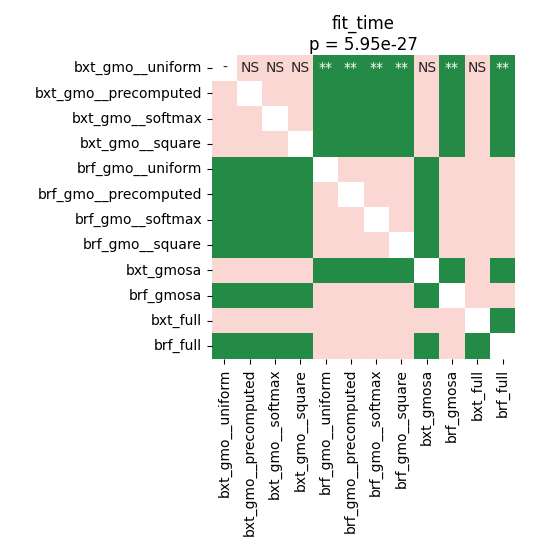 fit_time
p = 5.95e-27
bxt_gmo__uniform - NS NS NS ** ** ** ** NS ** NS **
bxt_gmo__precomputed
bxt_gmo__softmax
bxt_gmo__square
brf_gmo__uniform
brf_gmo__precomputed
brf_gmo__softmax
brf_gmo__square
bxt_gmosa
brf_gmosa
bxt_full
brf_full
bxt_gmo__uniform
bxt_gmo__precomputed
bxt_gmo__softmax
bxt_gmo__square
brf_gmo__uniform
brf_gmo__precomputed
brf_gmo__softmax
brf_gmo__square
bxt_gmosa
brf_gmosa
bxt_full
brf_full